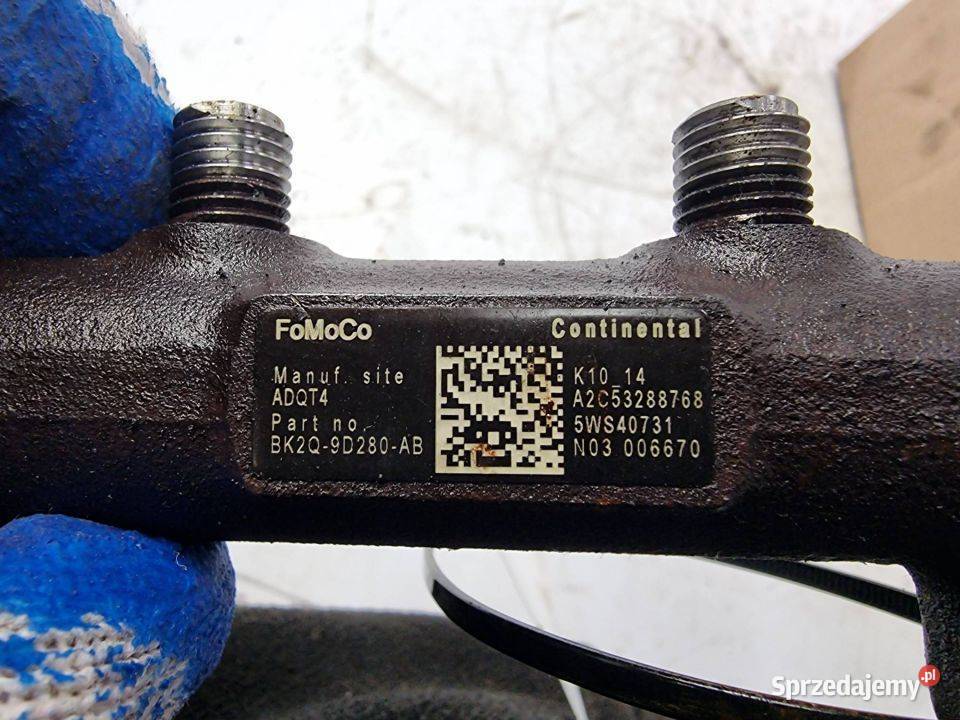 FoMoCo
Continental
Manuf. site
ADQT4
Part no.
BK2Q-9D280-AB
K10_14
A2C53288768
5WS40731
N03 006670
Sprzedajemy.pl